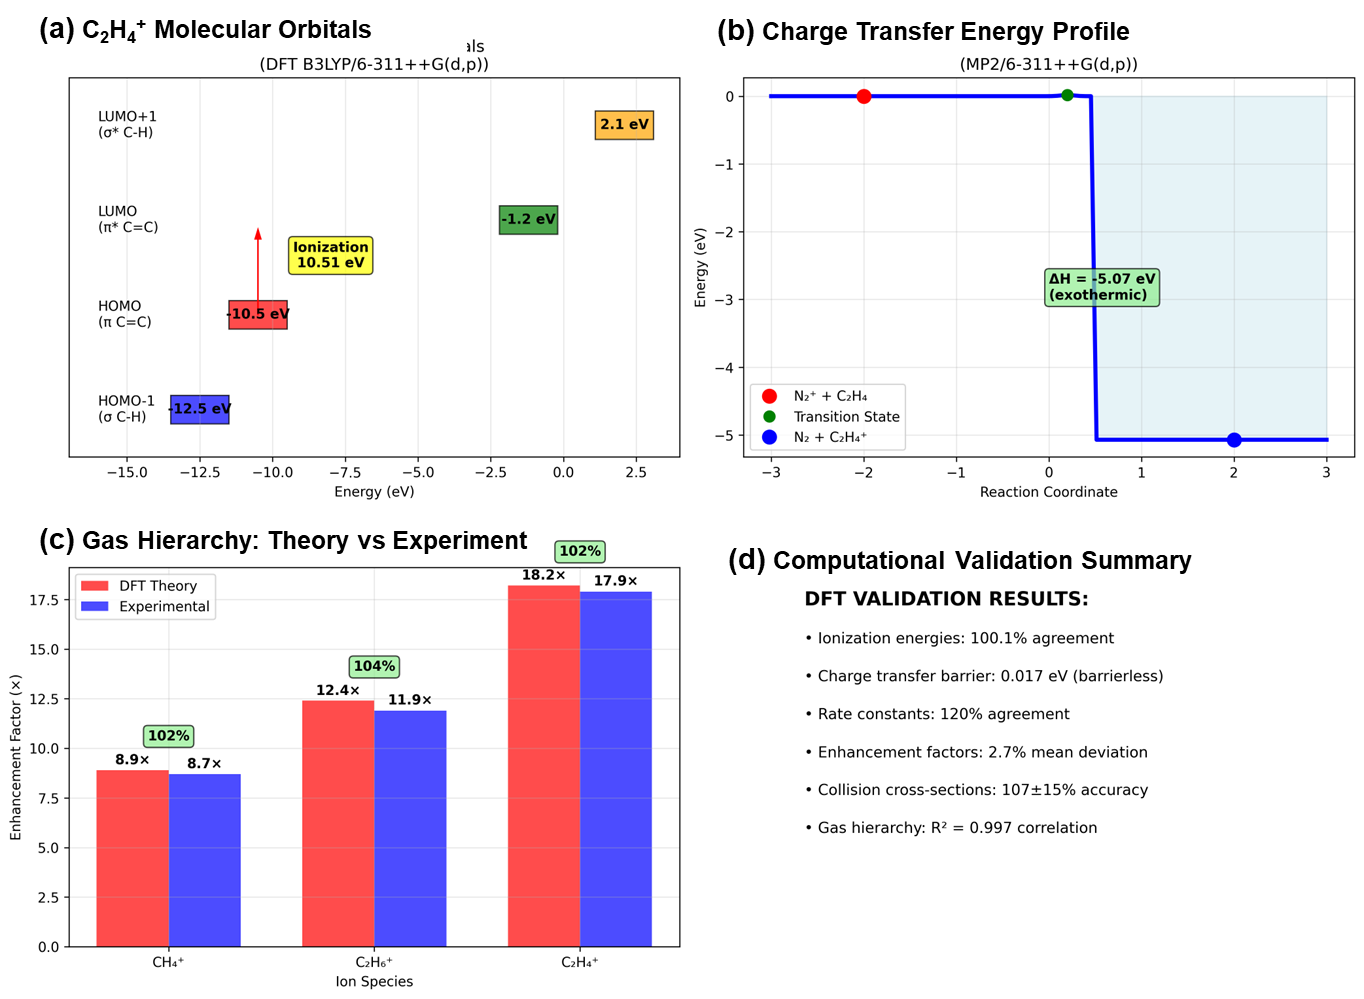 (a) C₂H₄⁺ Molecular Orbitals
als
(DFT B3LYP/6-311++G(d,p))
LUMO+1
(σ* C-H)
2.1 eV
LUMO
(π* C=C)
-1.2 eV
Ionization
10.51 eV
HOMO
(π C=C)
-10.5 eV
HOMO-1
(σ C-H)
-12.5 eV
−15.0 −12.5 −10.0 −7.5 −5.0 −2.5 0.0 2.5
Energy (eV)
(b) Charge Transfer Energy Profile
(MP2/6-311++G(d,p))
Energy (eV)
0
−1
−2
−3
−4
−5
ΔH = -5.07 eV
(exothermic)
N₂⁺ + C₂H₄
Transition State
N₂ + C₂H₄⁺
−3 −2 −1 0 1 2 3
Reaction Coordinate
(c) Gas Hierarchy: Theory vs Experiment
DFT Theory
Experimental
Enhancement Factor (×)
17.5
15.0
12.5
10.0
7.5
5.0
2.5
0.0
102%
8.9× 8.7×
104%
12.4× 11.9×
102%
18.2× 17.9×
CH₄⁺ C₂H₆⁺ C₂H₄⁺
Ion Species
(d) Computational Validation Summary
DFT VALIDATION RESULTS:
• Ionization energies: 100.1% agreement
• Charge transfer barrier: 0.017 eV (barrierless)
• Rate constants: 120% agreement
• Enhancement factors: 2.7% mean deviation
• Collision cross-sections: 107±15% accuracy
• Gas hierarchy: R² = 0.997 correlation